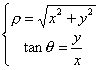 ρ = √(x² + y²)
tan θ = y/x